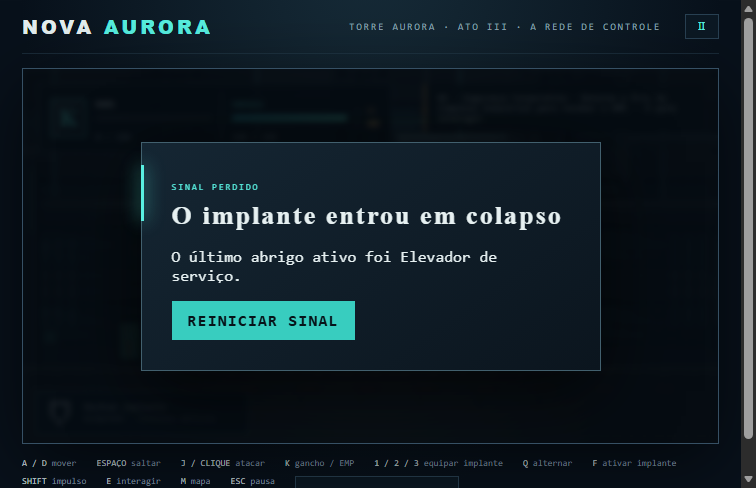 NOVA AURORA
TORRE AURORA · ATO III · A REDE DE CONTROLE
II
SINAL PERDIDO
O implante entrou em colapso
O último abrigo ativo foi Elevador de
serviço.
REINICIAR SINAL
A / D mover ESPAÇO saltar J / CLIQUE atacar K gancho / EMP 1 / 2 / 3 equipar implante Q alternar F ativar implante
SHIFT impulso E interagir M mapa ESC pausa